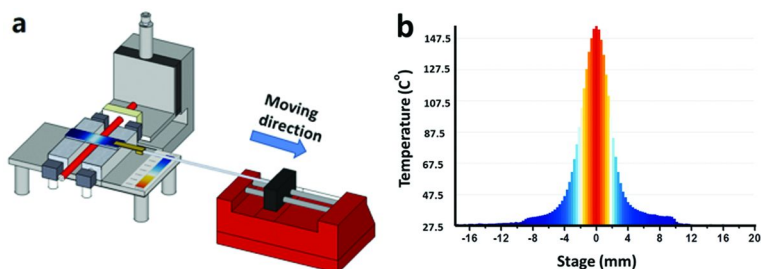 a
Moving
direction
b
Temperature (C°)
147.5
127.5
107.5
87.5
67.5
47.5
27.5
-16 -12 -8 -4 0 4 8 12 16 20
Stage (mm)